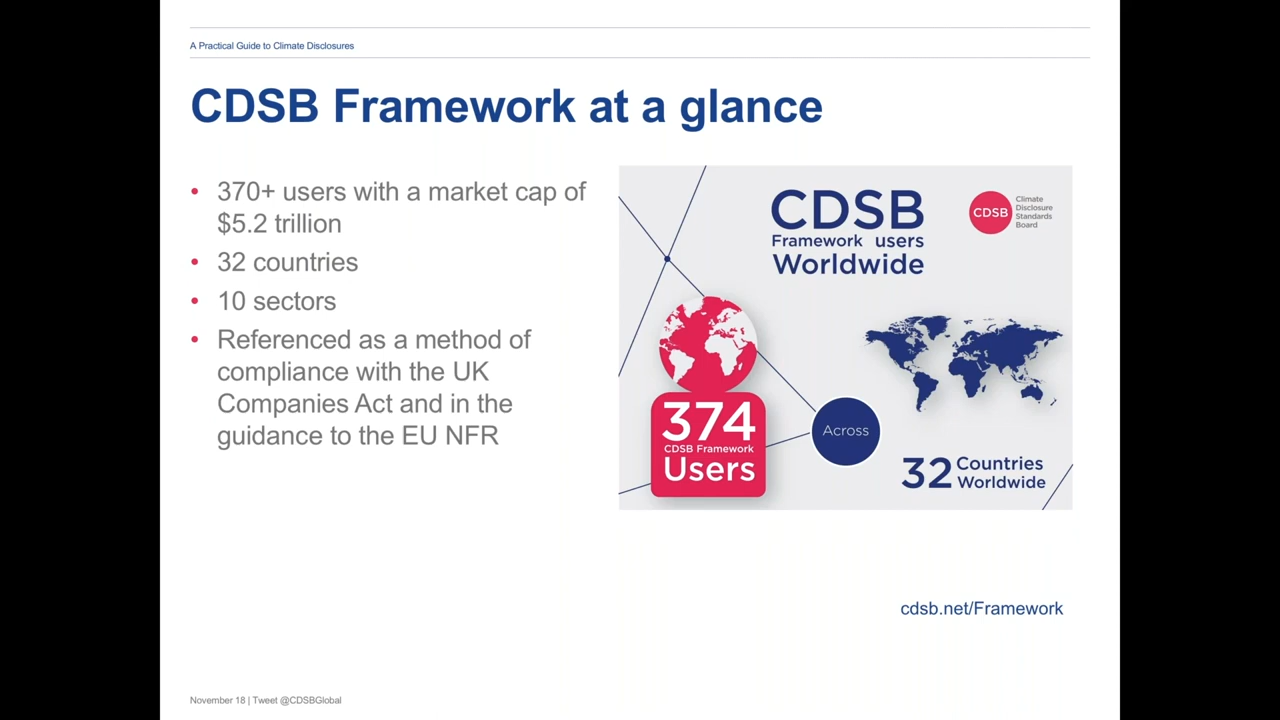 A Practical Guide to Climate Disclosures
CDSB Framework at a glance
• 370+ users with a market cap of
$5.2 trillion
• 32 countries
• 10 sectors
• Referenced as a method of
compliance with the UK
Companies Act and in the
guidance to the EU NFR
CDSB
Framework users
Worldwide
CDSB
Climate
Disclosure
Standards
Board
374
CDSB Framework
Users
Across
32 Countries
Worldwide
cdsb.net/Framework
November 18 | Tweet @CDSBGlobal